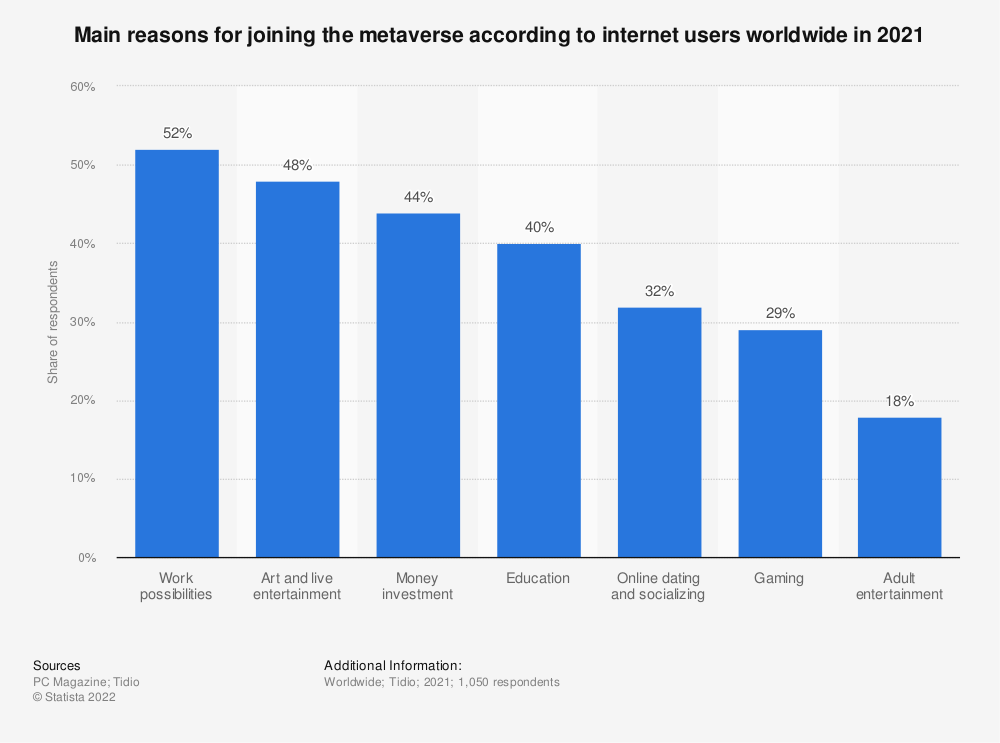 Main reasons for joining the metaverse according to internet users worldwide in 2021
Share of respondents
60%
50%
40%
30%
20%
10%
0%
52%
48%
44%
40%
32%
29%
18%
Work
possibilities
Art and live
entertainment
Money
investment
Education
Online dating
and socializing
Gaming
Adult
entertainment
Sources
PC Magazine; Tidio
© Statista 2022
Additional Information:
Worldwide; Tidio; 2021; 1,050 respondents